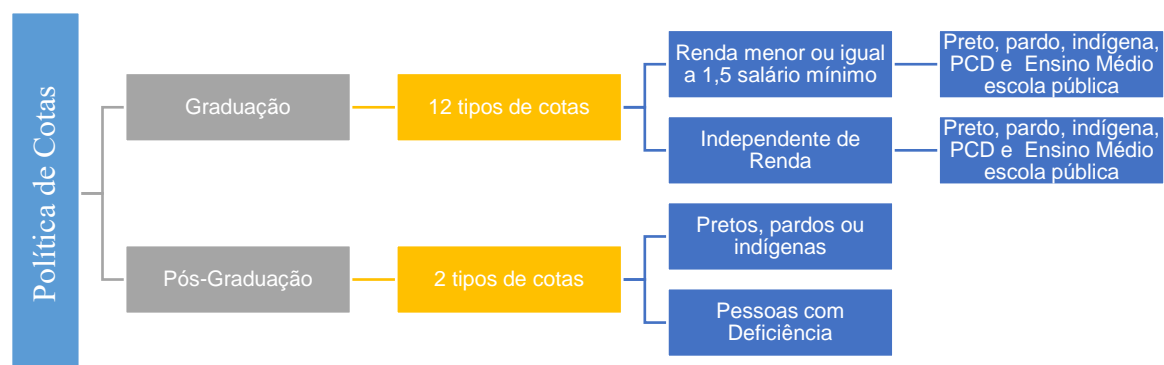 Política de Cotas
Graduação
12 tipos de cotas
Renda menor ou igual
a 1,5 salário mínimo
Preto, pardo, indígena,
PCD e Ensino Médio
escola pública
Independente de
Renda
Preto, pardo, indígena,
PCD e Ensino Médio
escola pública
Pós-Graduação
2 tipos de cotas
Pretos, pardos ou
indígenas
Pessoas com
Deficiência